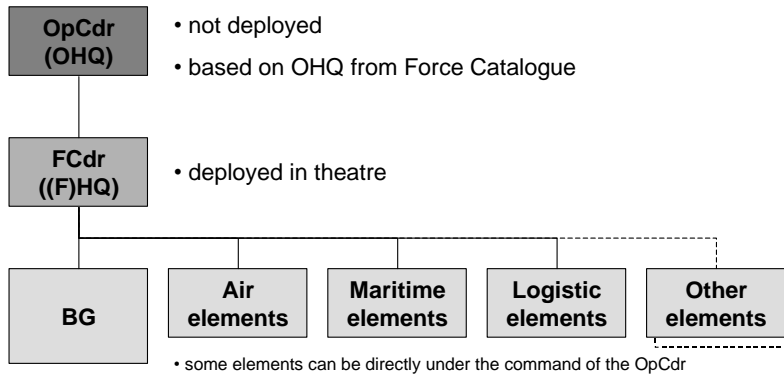 OpCdr
(OHQ)
• not deployed
• based on OHQ from Force Catalogue
FCdr
((F)HQ)
• deployed in theatre
BG
Air
elements
Maritime
elements
Logistic
elements
Other
elements
• some elements can be directly under the command of the OpCdr